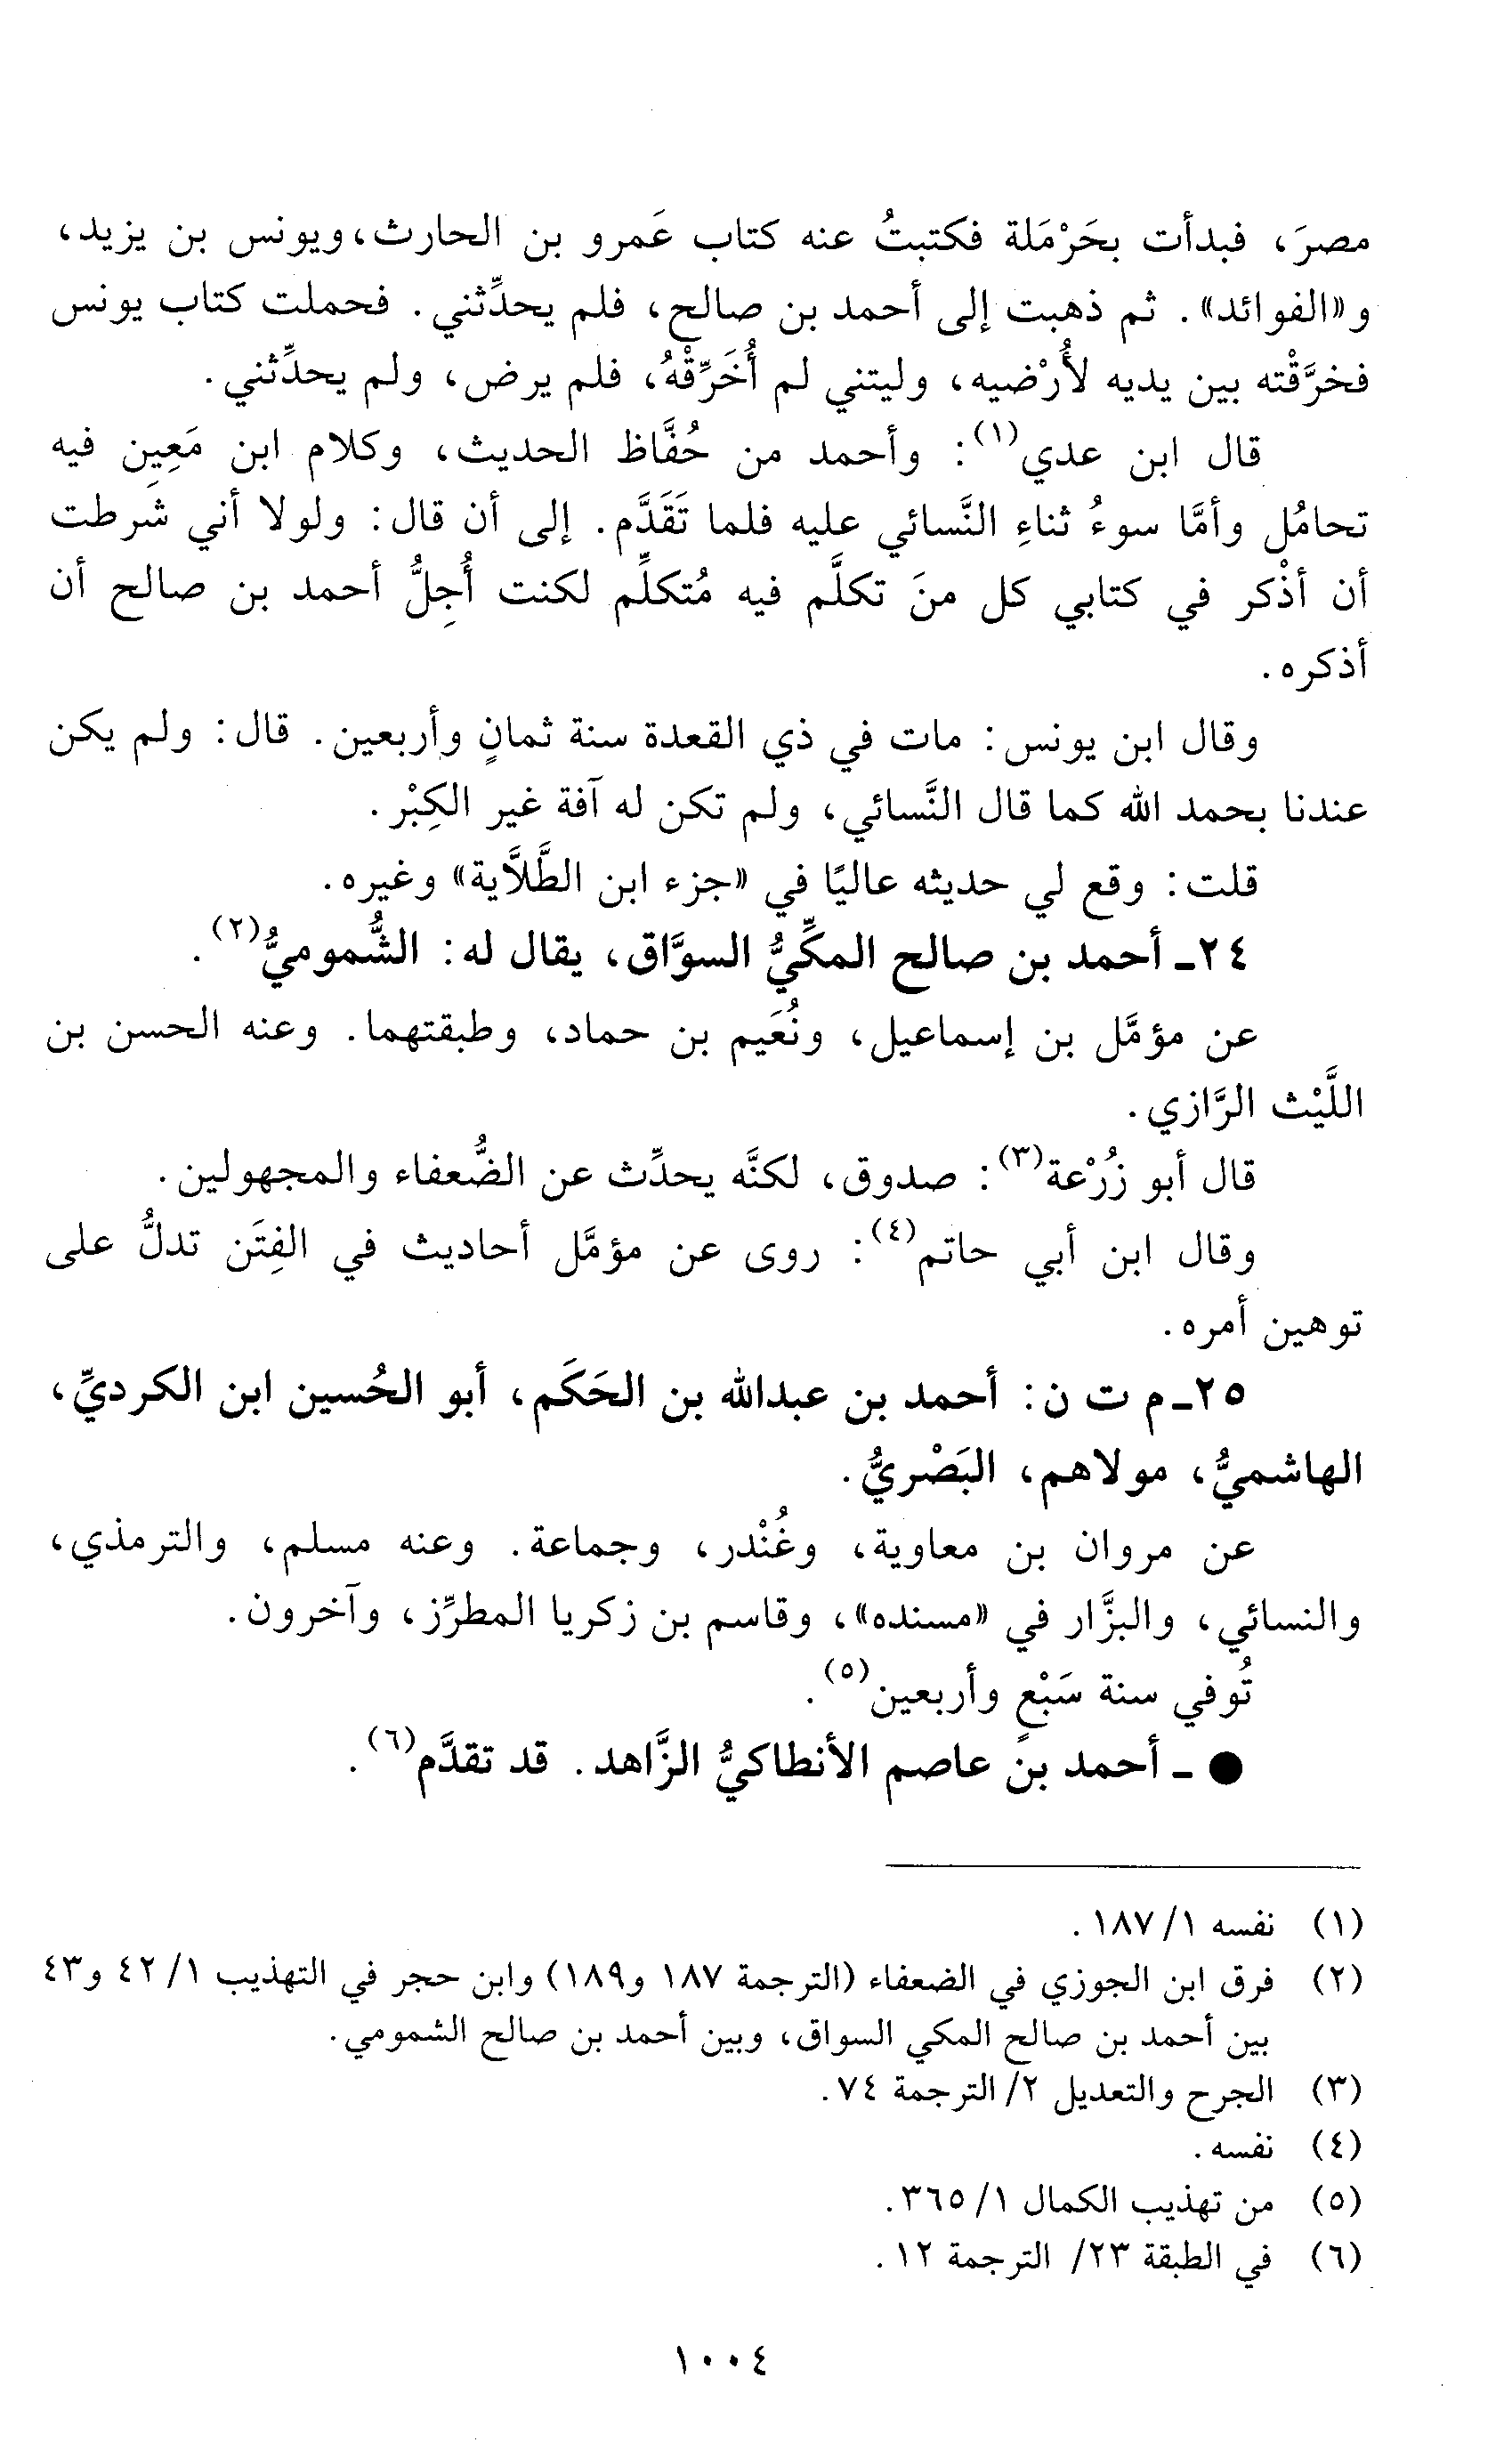 مصرَ، فبدأت بحَرْمَلة فكتبتُ عنه كتاب عَمرو بن الحارث،ويونس بن يزيد،
و«الفوائد». ثم ذهبت إلى أحمد بن صالح، فلم يحدِّثني. فحملت كتاب يونس
فخرَّقْته بين يديه لأُرْضيه، وليتني لم أُخَرِّقْهُ، فلم يرض، ولم يحدِّثني.
قال ابن عدي(١): وأحمد من حُفَّاظ الحديث، وكلام ابن مَعِينٍ فيه
تحامُل وأمَّا سوءُ ثناءِ النَّسائي عليه فلما تَقَدَّم. إلى أن قال: ولولا أني شرطت
أن أذْكر في كتابي كل منَ تكلَّم فيه مُتكلِّم لكنت أُجِلُّ أحمد بن صالح أن
أذكره.
وقال ابن يونس: مات في ذي القعدة سنة ثمانٍ وأربعين. قال: ولم يكن
عندنا بحمد الله كما قال النَّسائي، ولم تكن له آفة غير الكِبْر.
قلت: وقع لي حديثه عاليًا في «جزء ابن الطَّلَّاية» وغيره.
٢٤ـ أحمد بن صالح المكِّيُّ السوَّاق، يقال له: الشُّموميُّ(٢).
عن مؤمَّل بن إسماعيل، ونُعَيم بن حماد، وطبقتهما. وعنه الحسن بن
اللَّيْث الرَّازي.
قال أبو زُرْعة(٣): صدوق، لكنَّه يحدِّث عن الضُّعفاء والمجهولين.
وقال ابن أبي حاتم(٤): روى عن مؤمَّل أحاديث في الفِتَن تدلُّ على
توهين أمره.
٢٥ـ م ت ن: أحمد بن عبدالله بن الحَكَم، أبو الحُسين ابن الكرديِّ،
الهاشميُّ، مولاهم، البَصْريُّ.
عن مروان بن معاوية، وغُنْدر، وجماعة. وعنه مسلم، والترمذي،
والنسائي، والبزَّار في «مسنده»، وقاسم بن زكريا المطرِّز، وآخرون.
تُوفي سنة سَبْعٍ وأربعين(٥).
● ـ أحمد بن عاصم الأنطاكيُّ الزَّاهد. قد تقدَّم(٦).
(١) نفسه ١/ ١٨٧.
(٢) فرق ابن الجوزي في الضعفاء (الترجمة ١٨٧ و١٨٩) وابن حجر في التهذيب ١/ ٤٢ و٤٣
بين أحمد بن صالح المكي السواق، وبين أحمد بن صالح الشمومي.
(٣) الجرح والتعديل ٢/ الترجمة ٧٤.
(٤) نفسه.
(٥) من تهذيب الكمال ١/ ٣٦٥.
(٦) في الطبقة ٢٣/ الترجمة ١٢.
١٠٠٤